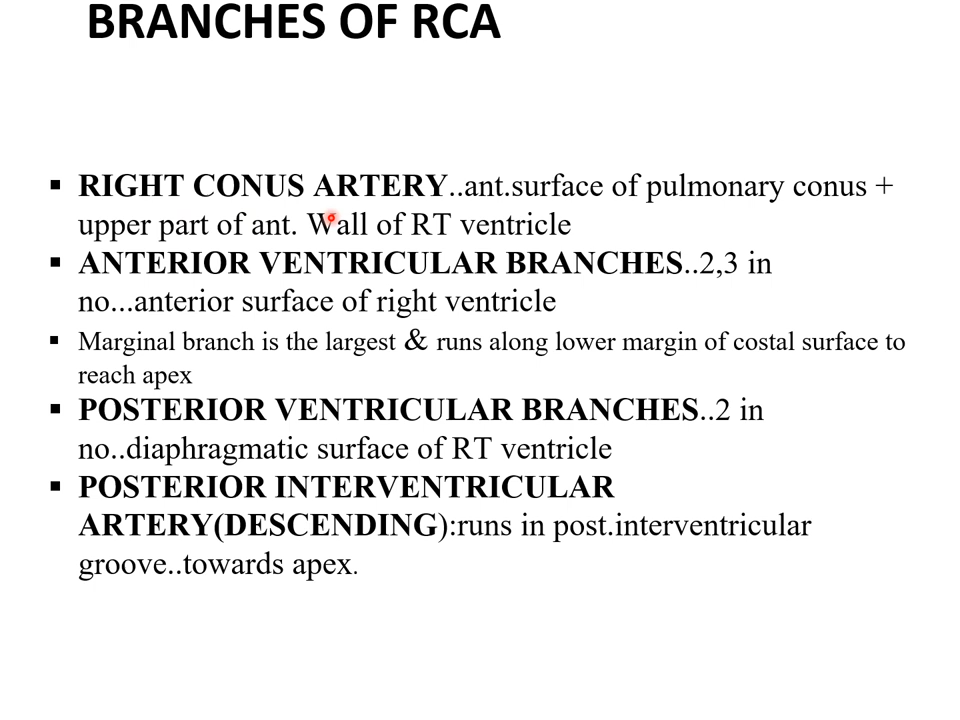 BRANCHES OF RCA
▪ RIGHT CONUS ARTERY..ant.surface of pulmonary conus +
upper part of ant. Wall of RT ventricle
▪ ANTERIOR VENTRICULAR BRANCHES..2,3 in
no...anterior surface of right ventricle
▪ Marginal branch is the largest & runs along lower margin of costal surface to
reach apex
▪ POSTERIOR VENTRICULAR BRANCHES..2 in
no..diaphragmatic surface of RT ventricle
▪ POSTERIOR INTERVENTRICULAR
ARTERY(DESCENDING):runs in post.interventricular
groove..towards apex.